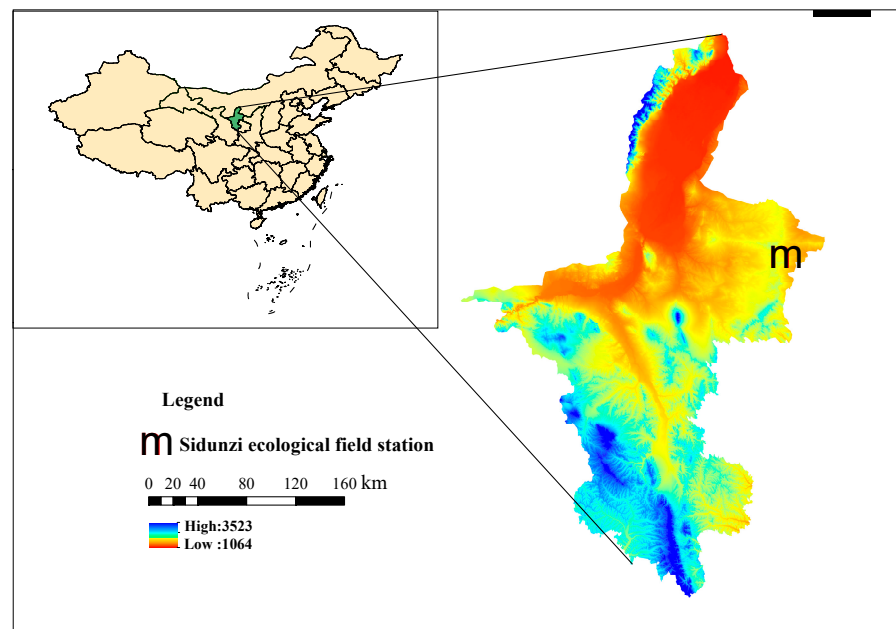 m
Legend
m Sidunzi ecological field station
0 20 40 80 120 160 km
High:3523
Low :1064